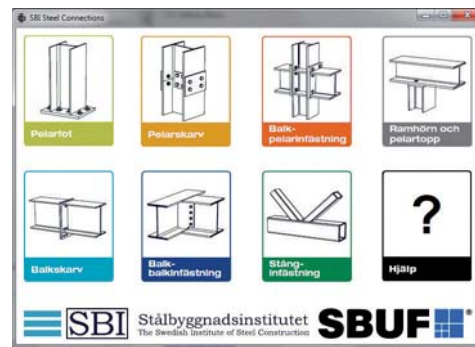 SBI Steel Connections
Pelarfot
Pelarskarv
Balk-
pelarinfästning
Ramhörn och
pelartopp
Balkskarv
Balk-
balkinfästning
Stång-
infästning
?
Hjälp
SBI Stålbyggnadsinstitutet
The Swedish Institute of Steel Construction
SBUF